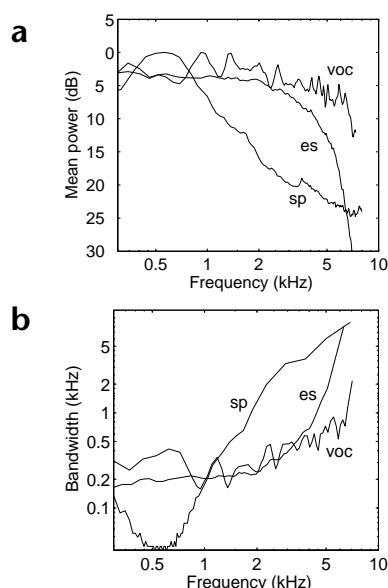 a
Mean power (dB)
0
5
10
15
20
25
30
voc
es
sp
0.5
1
2
5
10
Frequency (kHz)
b
Bandwidth (kHz)
5
2
1
0.5
0.2
0.1
sp
es
voc
0.5
1
2
5
10
Frequency (kHz)